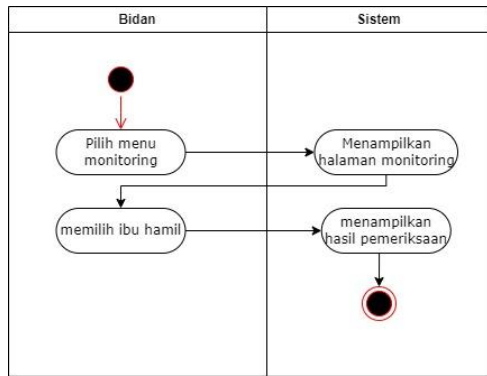 Bidan
Sistem
Pilih menu
monitoring
Menampilkan
halaman monitoring
memilih ibu hamil
menampilkan
hasil pemeriksaan